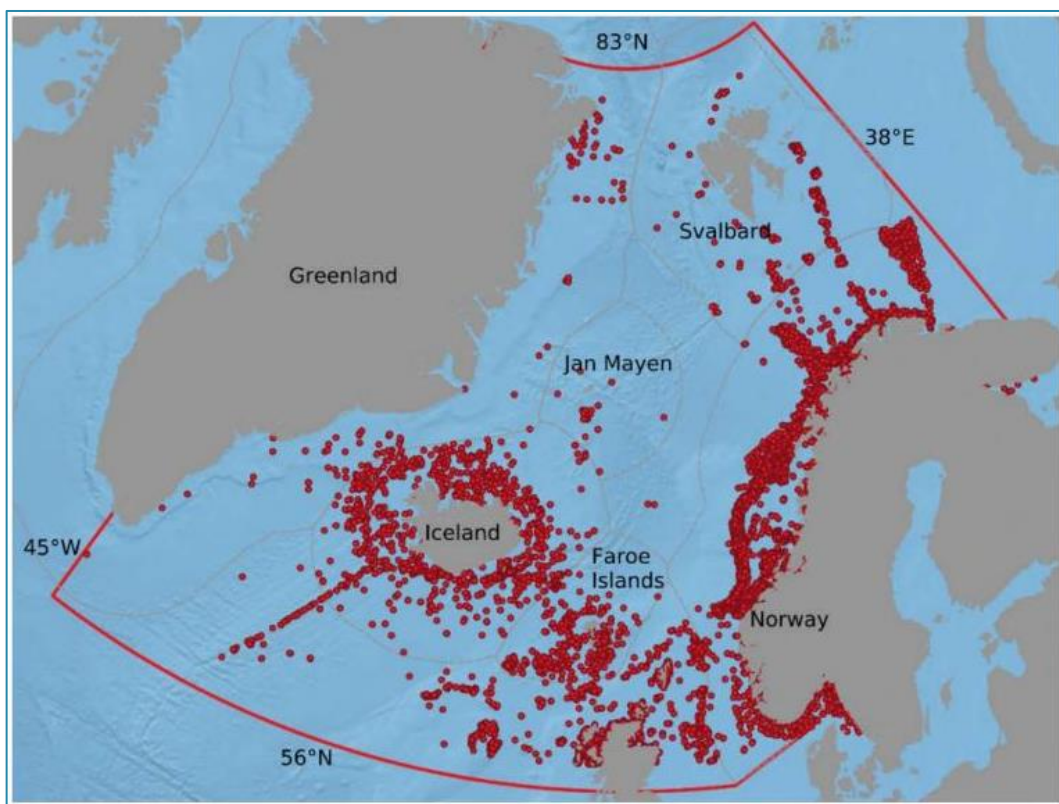 83°N
38°E
Svalbard
Greenland
Jan Mayen
Iceland
45°W
Faroe
Islands
Norway
56°N